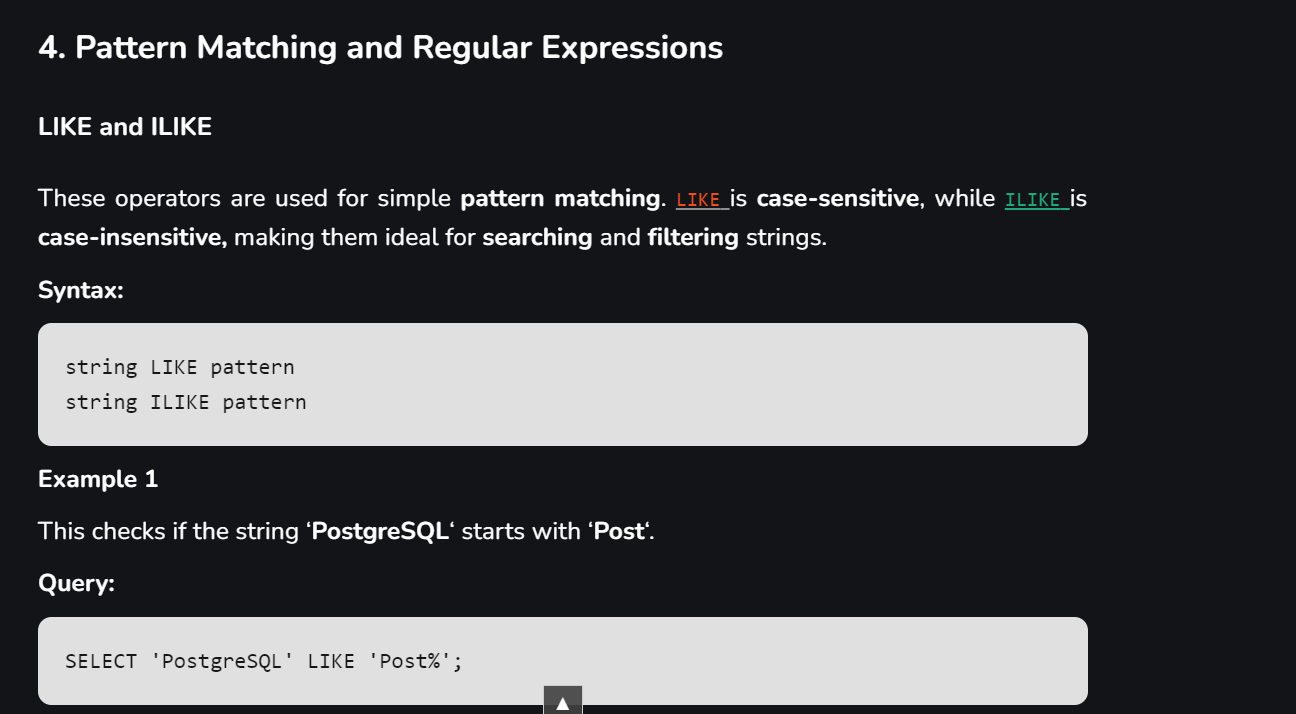 4. Pattern Matching and Regular Expressions
LIKE and ILIKE
These operators are used for simple pattern matching. LIKE is case-sensitive, while ILIKE is
case-insensitive, making them ideal for searching and filtering strings.
Syntax:
string LIKE pattern
string ILIKE pattern
Example 1
This checks if the string ‘PostgreSQL‘ starts with ‘Post‘.
Query:
SELECT 'PostgreSQL' LIKE 'Post%';